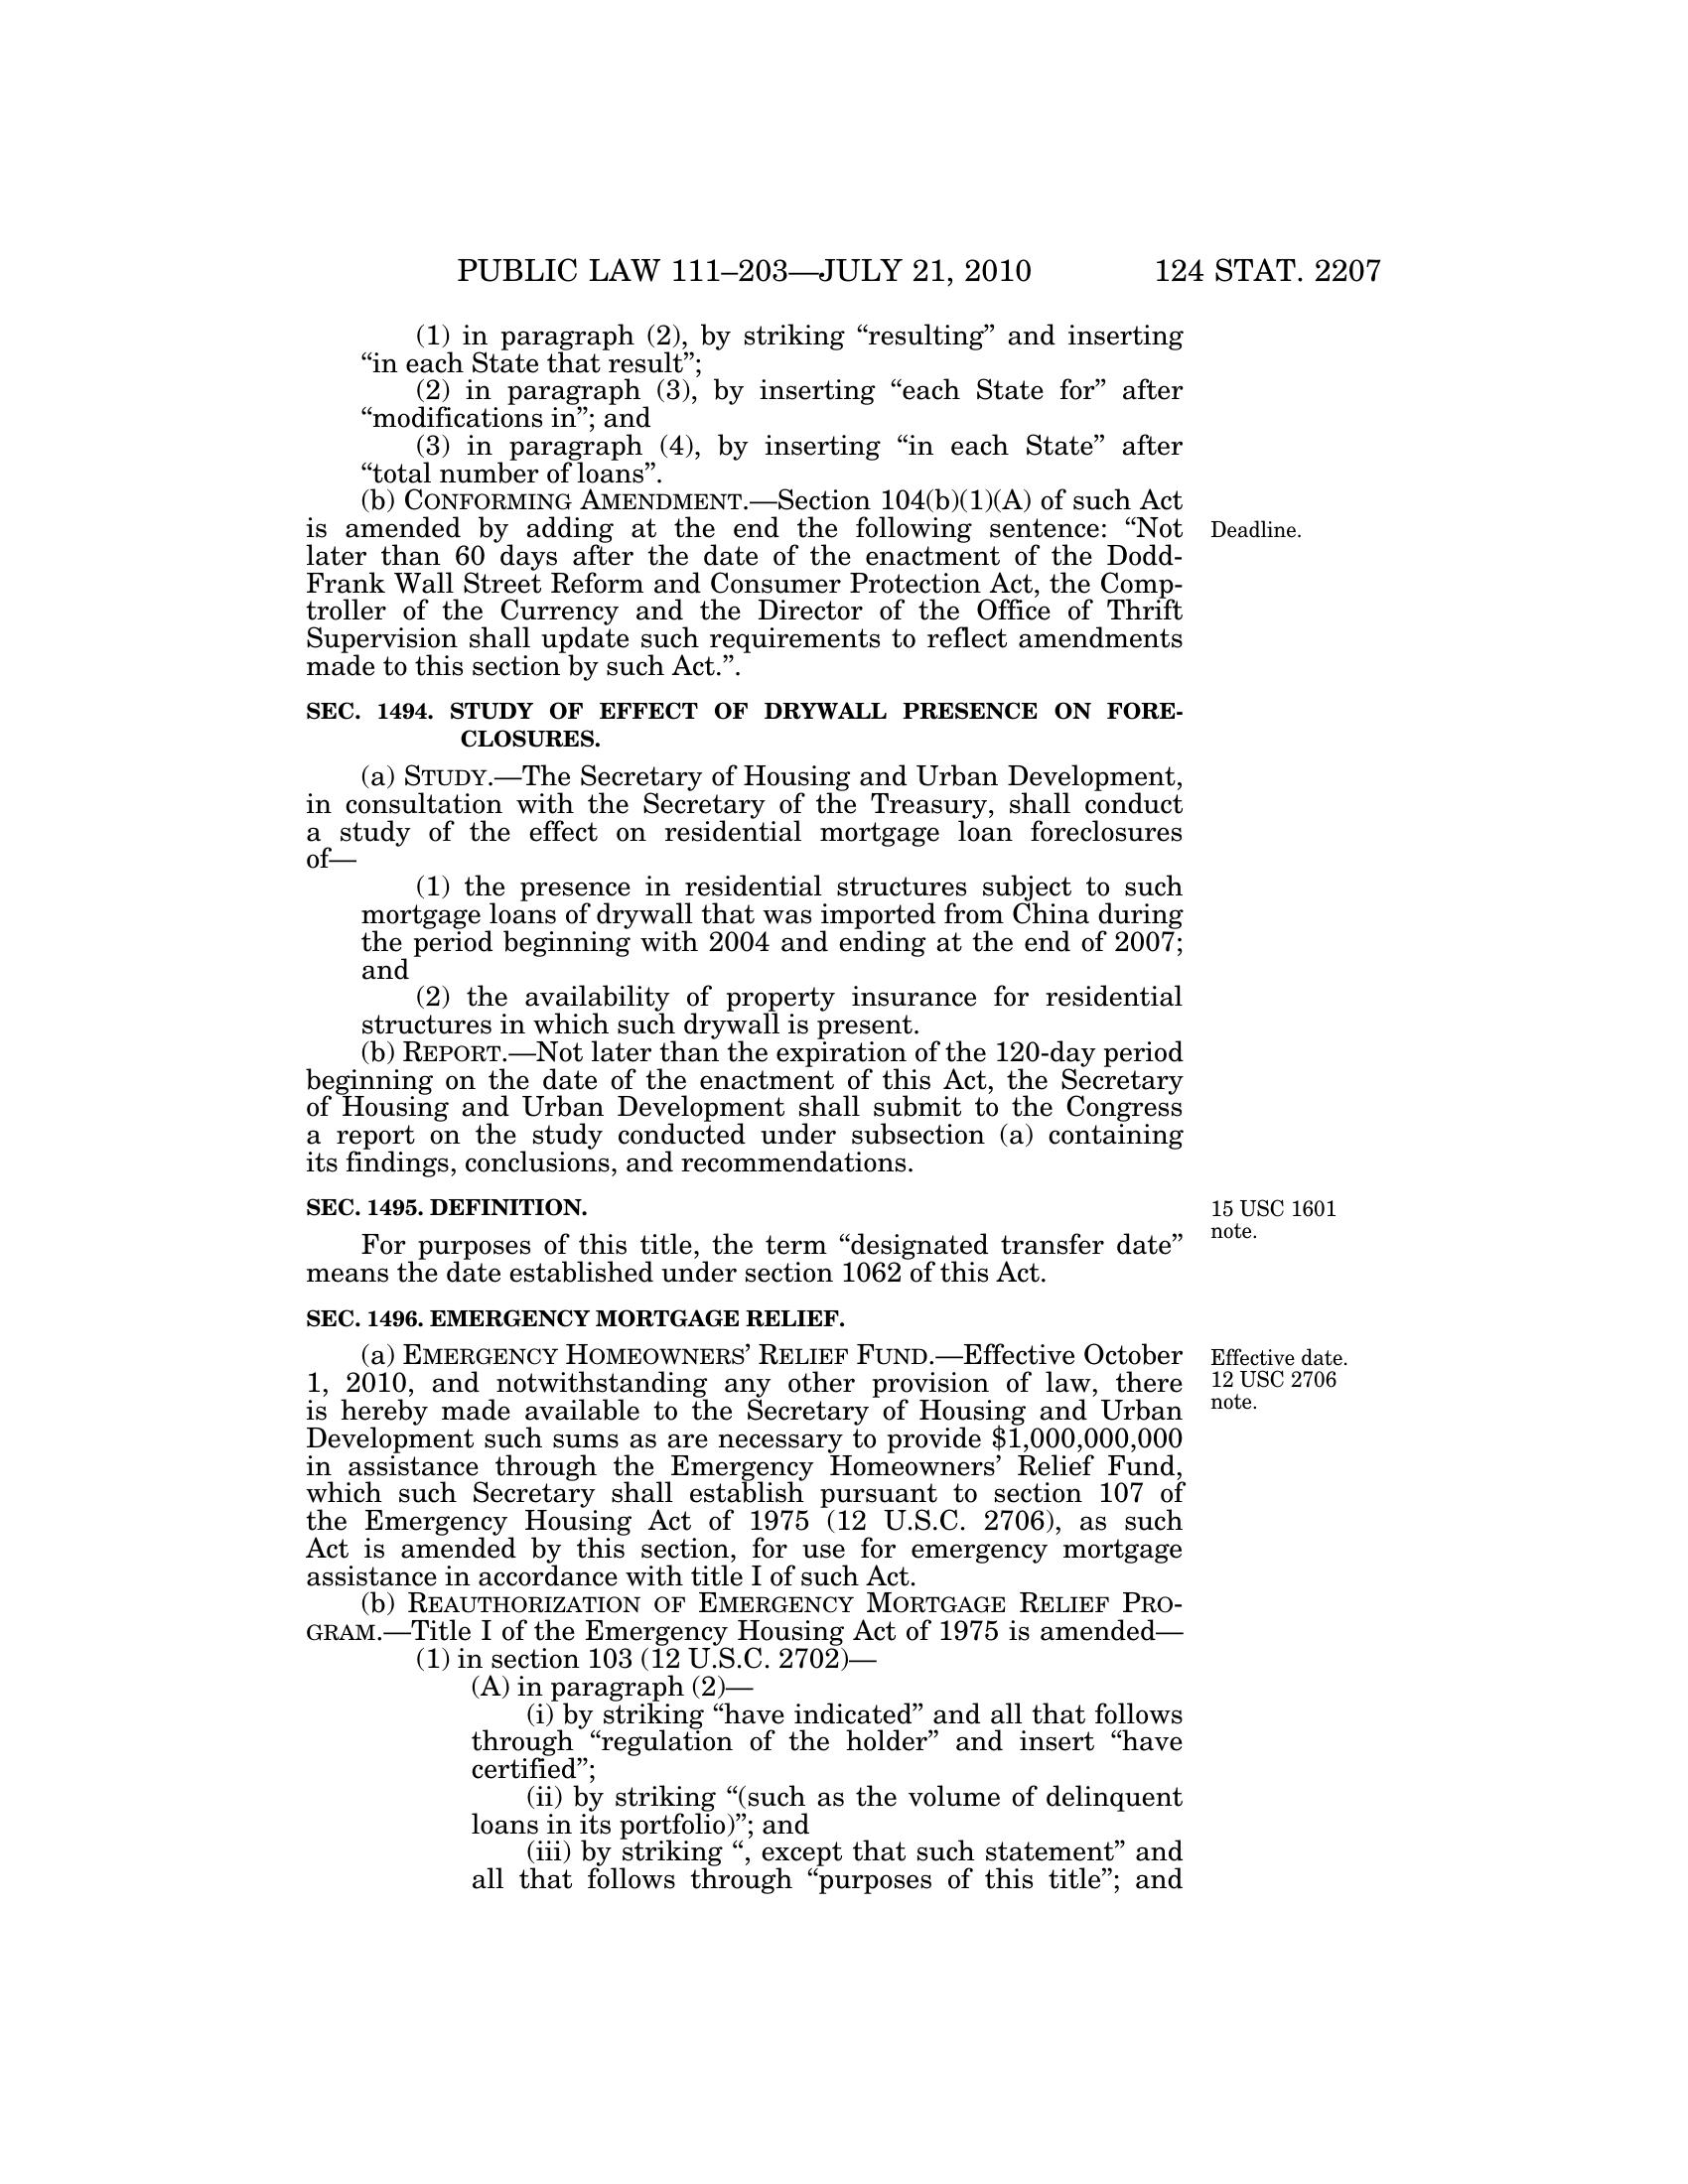 PUBLIC LAW 111–203—JULY 21, 2010 124 STAT. 2207
(1) in paragraph (2), by striking “resulting” and inserting
“in each State that result”;
(2) in paragraph (3), by inserting “each State for” after
“modifications in”; and
(3) in paragraph (4), by inserting “in each State” after
“total number of loans”.
(b) CONFORMING AMENDMENT.—Section 104(b)(1)(A) of such Act
is amended by adding at the end the following sentence: “Not
later than 60 days after the date of the enactment of the Dodd-
Frank Wall Street Reform and Consumer Protection Act, the Comp-
troller of the Currency and the Director of the Office of Thrift
Supervision shall update such requirements to reflect amendments
made to this section by such Act.”.
Deadline.
SEC. 1494. STUDY OF EFFECT OF DRYWALL PRESENCE ON FORE-
CLOSURES.
(a) STUDY.—The Secretary of Housing and Urban Development,
in consultation with the Secretary of the Treasury, shall conduct
a study of the effect on residential mortgage loan foreclosures
of—
(1) the presence in residential structures subject to such
mortgage loans of drywall that was imported from China during
the period beginning with 2004 and ending at the end of 2007;
and
(2) the availability of property insurance for residential
structures in which such drywall is present.
(b) REPORT.—Not later than the expiration of the 120-day period
beginning on the date of the enactment of this Act, the Secretary
of Housing and Urban Development shall submit to the Congress
a report on the study conducted under subsection (a) containing
its findings, conclusions, and recommendations.
SEC. 1495. DEFINITION.
15 USC 1601
note.
For purposes of this title, the term “designated transfer date”
means the date established under section 1062 of this Act.
SEC. 1496. EMERGENCY MORTGAGE RELIEF.
(a) EMERGENCY HOMEOWNERS’ RELIEF FUND.—Effective October
1, 2010, and notwithstanding any other provision of law, there
is hereby made available to the Secretary of Housing and Urban
Development such sums as are necessary to provide $1,000,000,000
in assistance through the Emergency Homeowners’ Relief Fund,
which such Secretary shall establish pursuant to section 107 of
the Emergency Housing Act of 1975 (12 U.S.C. 2706), as such
Act is amended by this section, for use for emergency mortgage
assistance in accordance with title I of such Act.
Effective date.
12 USC 2706
note.
(b) REAUTHORIZATION OF EMERGENCY MORTGAGE RELIEF PRO-
GRAM.—Title I of the Emergency Housing Act of 1975 is amended—
(1) in section 103 (12 U.S.C. 2702)—
(A) in paragraph (2)—
(i) by striking “have indicated” and all that follows
through “regulation of the holder” and insert “have
certified”;
(ii) by striking “(such as the volume of delinquent
loans in its portfolio)”; and
(iii) by striking “, except that such statement” and
all that follows through “purposes of this title”; and